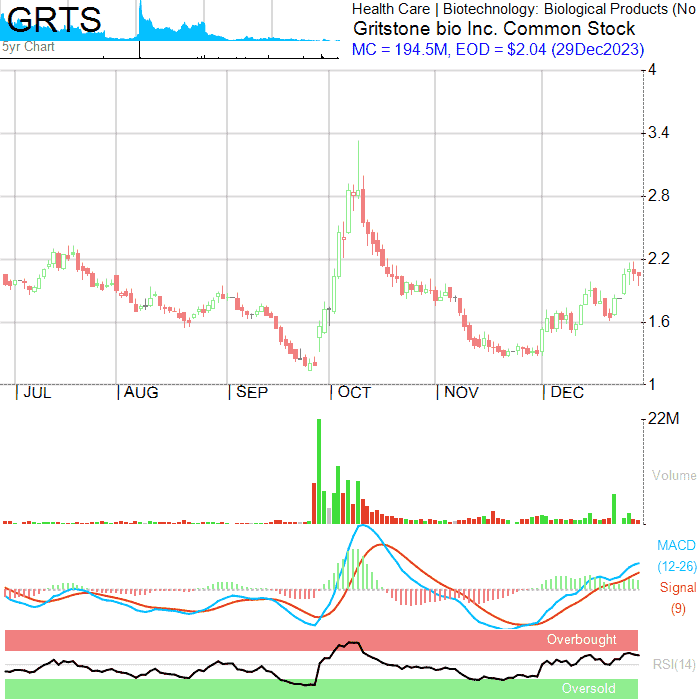 GRTS
5yr Chart
Health Care | Biotechnology: Biological Products (No
Gritstone bio Inc. Common Stock
MC = 194.5M, EOD = $2.04 (29Dec2023)
4
3.4
2.8
2.2
1.6
1
| JUL | AUG | SEP | OCT | NOV | DEC
22M
Volume
MACD
(12-26)
Signal
(9)
Overbought
RSI(14)
Oversold